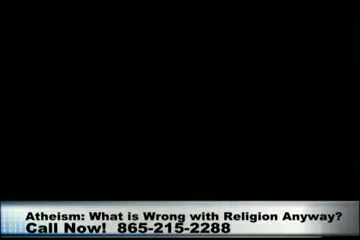 Atheism: What is Wrong with Religion Anyway?
Call Now!  865-215-2288